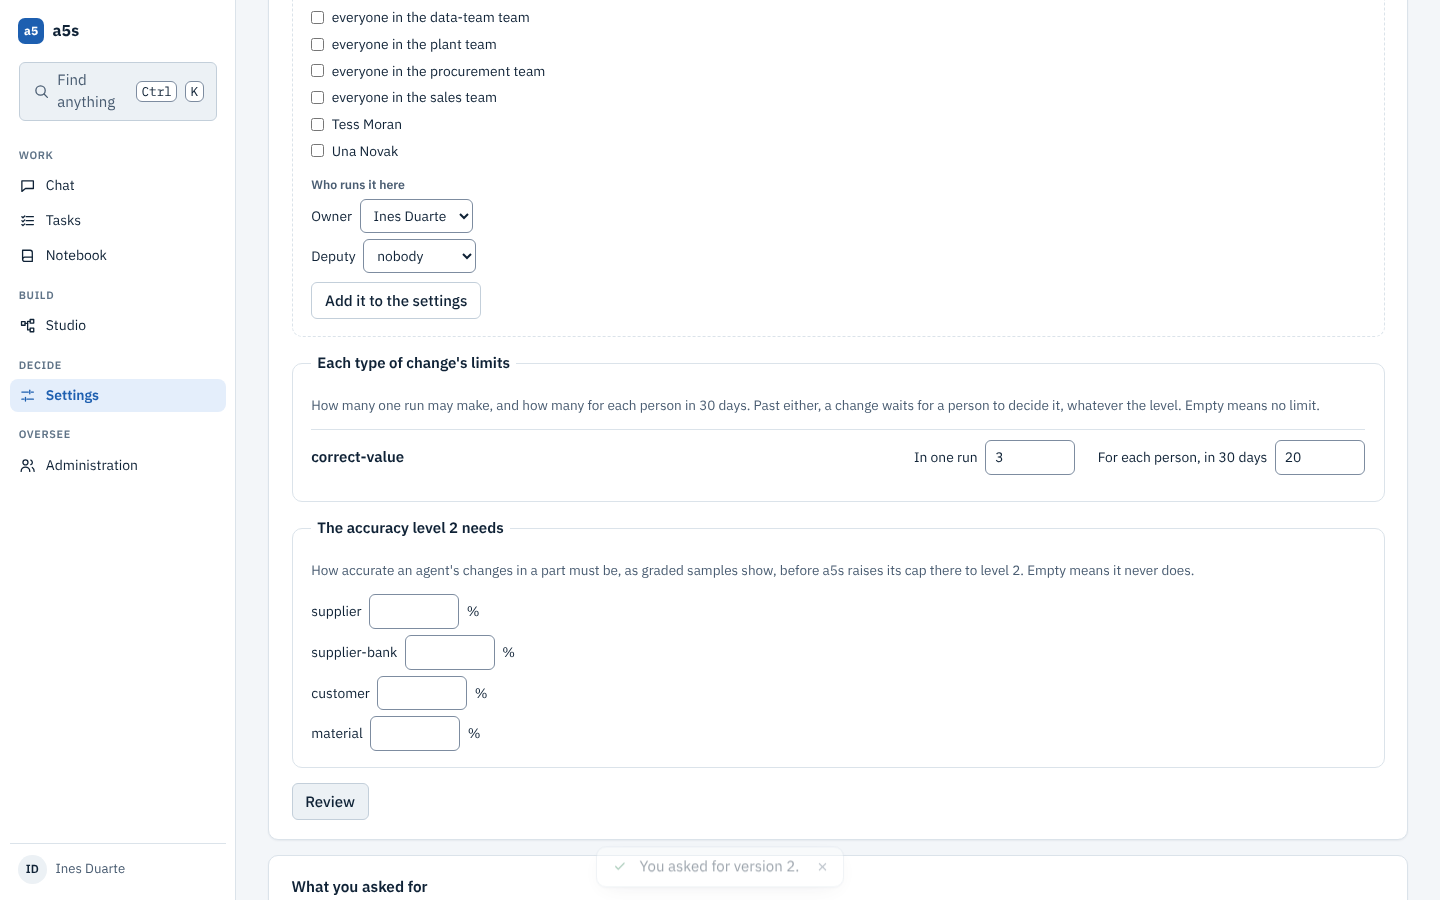 a5 a5s
Find anything Ctrl K
WORK
Chat
Tasks
Notebook
BUILD
Studio
DECIDE
Settings
OVERSEE
Administration
ID Ines Duarte
everyone in the data-team team
everyone in the plant team
everyone in the procurement team
everyone in the sales team
Tess Moran
Una Novak
Who runs it here
Owner Ines Duarte
Deputy nobody
Add it to the settings
Each type of change's limits
How many one run may make, and how many for each person in 30 days. Past either, a change waits for a person to decide it, whatever the level. Empty means no limit.
correct-value In one run 3 For each person, in 30 days 20
The accuracy level 2 needs
How accurate an agent's changes in a part must be, as graded samples show, before a5s raises its cap there to level 2. Empty means it never does.
supplier %
supplier-bank %
customer %
material %
Review
You asked for version 2. ×
What you asked for